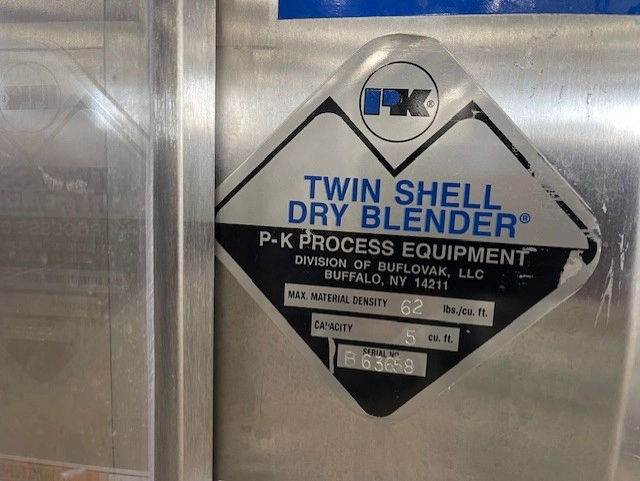 PK®
TWIN SHELL
DRY BLENDER®
P-K PROCESS EQUIPMENT
DIVISION OF BUFLOVAK, LLC
BUFFALO, NY 14211
MAX. MATERIAL DENSITY 62 lbs./cu. ft.
CAPACITY 5 cu. ft.
SERIAL NO.
B 63658